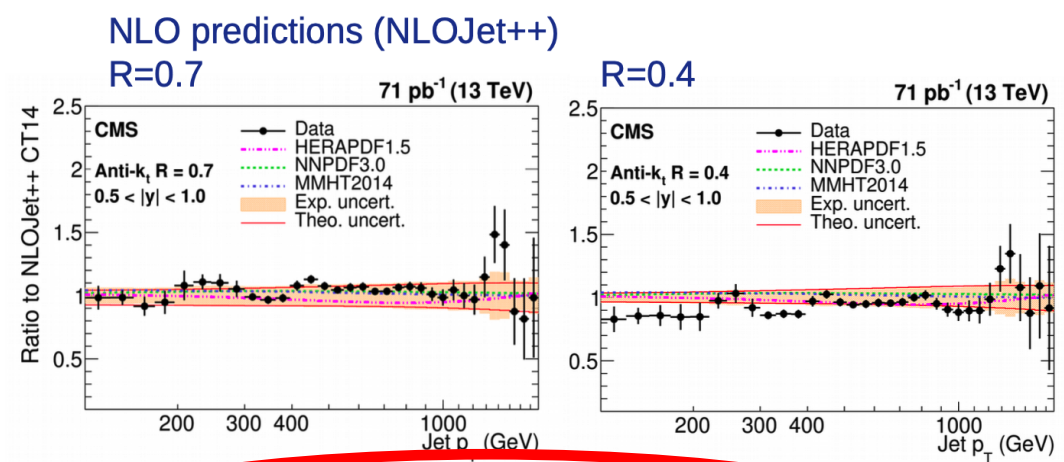 NLO predictions (NLOJet++)
R=0.7
R=0.4
71 pb⁻¹ (13 TeV)
Ratio to NLOJet++ CT14
2.5
2
1.5
1
0.5
CMS
Anti-kₜ R = 0.7
0.5 < |y| < 1.0
Data
HERAPDF1.5
NNPDF3.0
MMHT2014
Exp. uncert.
Theo. uncert.
200 300 400 1000
Jet p (GeV)
71 pb⁻¹ (13 TeV)
2.5
2
1.5
1
0.5
CMS
Anti-kₜ R = 0.4
0.5 < |y| < 1.0
Data
HERAPDF1.5
NNPDF3.0
MMHT2014
Exp. uncert.
Theo. uncert.
200 300 400 1000
Jet p_T (GeV)